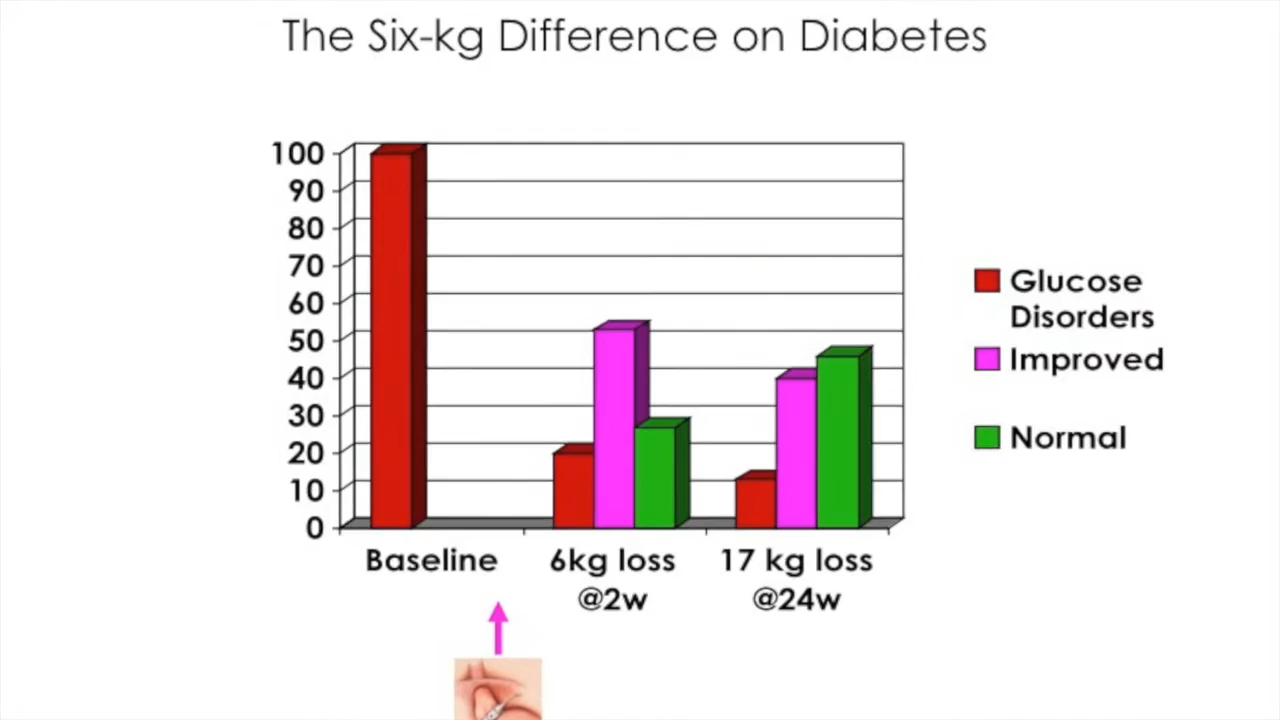 The Six-kg Difference on Diabetes
100
90
80
70
60
50
40
30
20
10
0
Baseline
6kg loss
@2w
17 kg loss
@24w
Glucose
Disorders
Improved
Normal